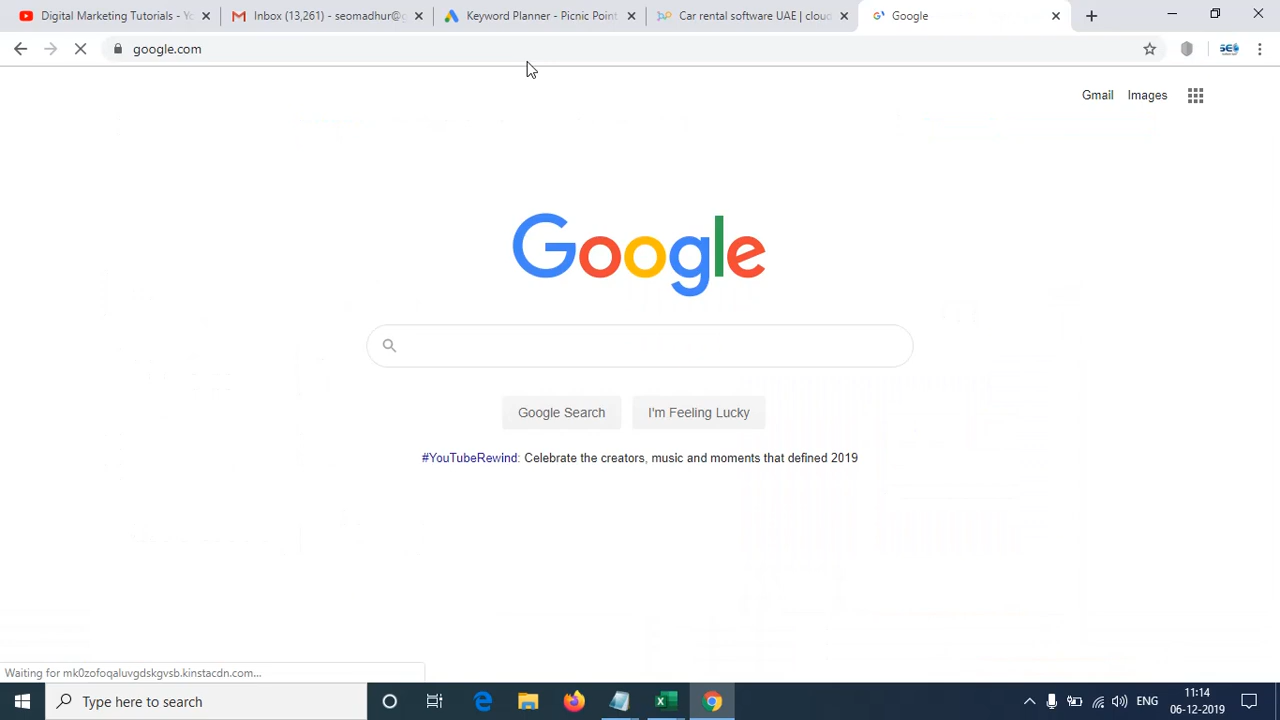 Digital Marketing Tutorials - Yo
Inbox (13,261) - seomadhur@g
Keyword Planner - Picnic Point
Car rental software UAE | cloud
Google
google.com
Gmail
Images
Google
Google Search
I'm Feeling Lucky
#YouTubeRewind: Celebrate the creators, music and moments that defined 2019
Waiting for mk0zofoqaluvgdskgvsb.kinstacdn.com...
Type here to search
ENG
11:14
06-12-2019